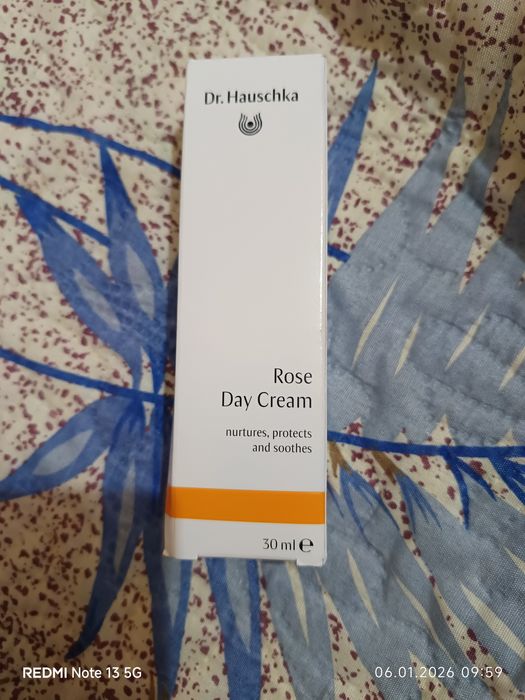 Dr. Hauschka
Rose
Day Cream
nurtures, protects
and soothes
30 ml ℮
REDMI Note 13 5G
06.01.2026 09:59